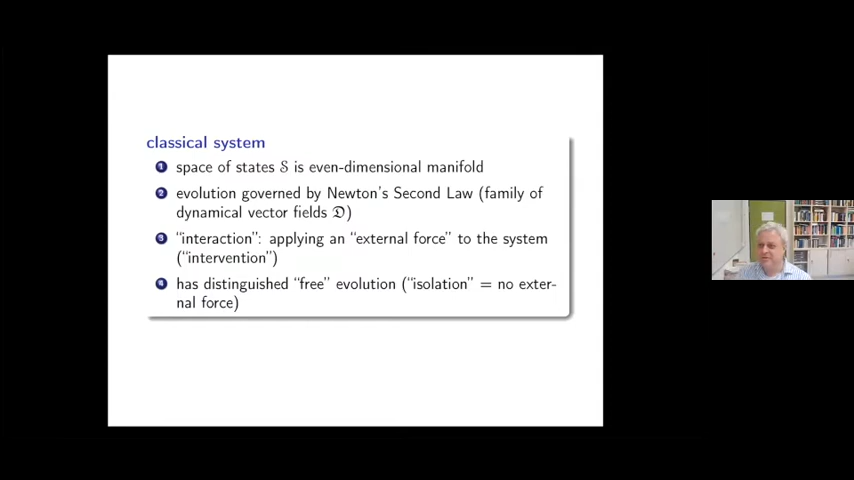 classical system
1 space of states 𝒮 is even-dimensional manifold
2 evolution governed by Newton's Second Law (family of
dynamical vector fields 𝔇)
3 "interaction": applying an "external force" to the system
("intervention")
4 has distinguished "free" evolution ("isolation" = no exter-
nal force)